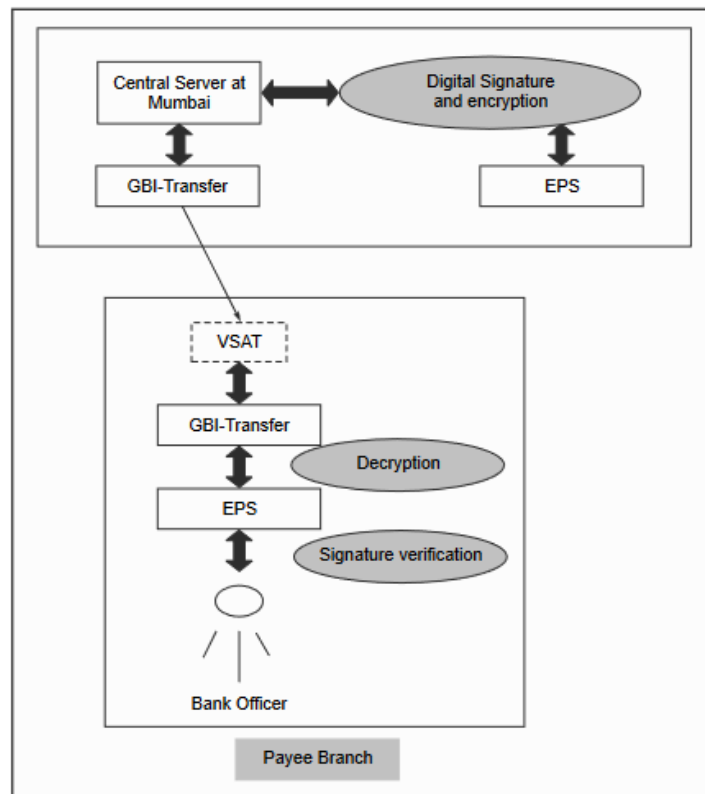 Central Server at
Mumbai
Digital Signature
and encryption
GBI-Transfer
EPS
VSAT
GBI-Transfer
Decryption
EPS
Signature verification
Bank Officer
Payee Branch